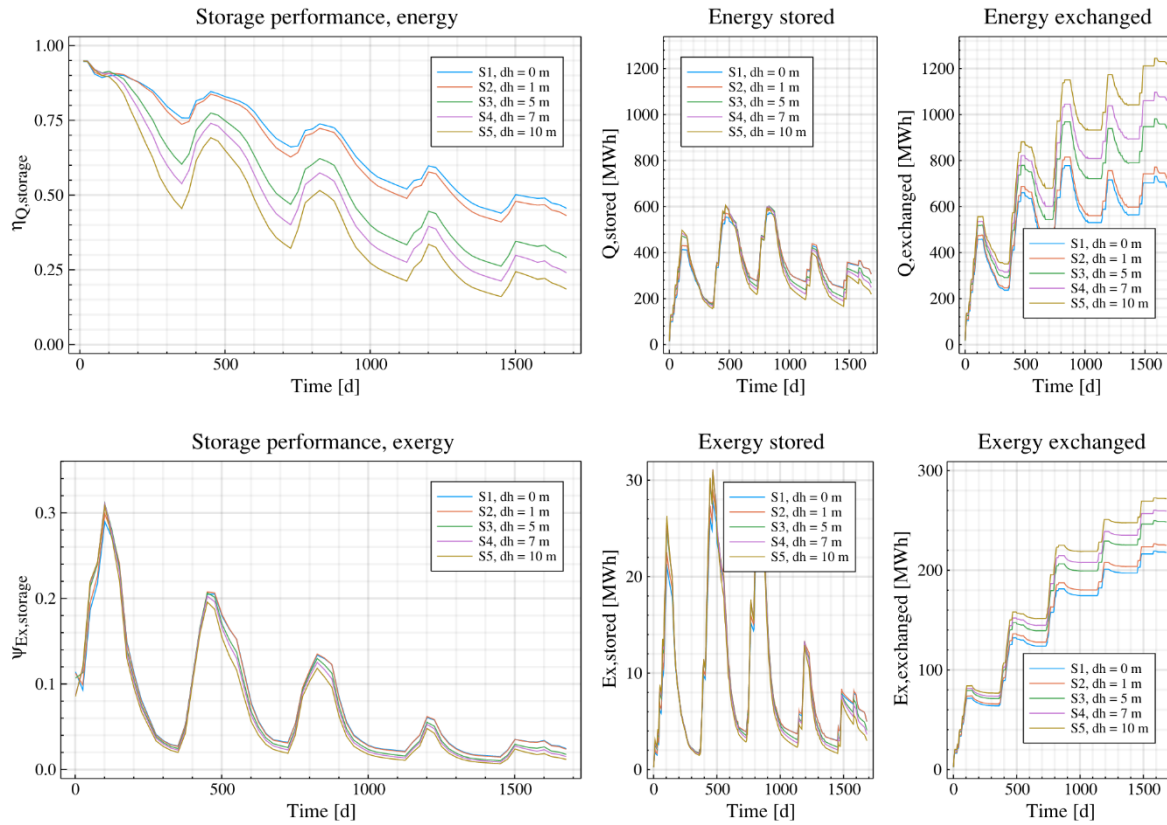 Storage performance, energy
1.00
0.75
0.50
0.25
0.00
ηQ,storage
0
500
1000
1500
Time [d]
S1, dh = 0 m
S2, dh = 1 m
S3, dh = 5 m
S4, dh = 7 m
S5, dh = 10 m
Energy stored
1200
1000
800
600
400
200
0
Q,stored [MWh]
0
500
1000
1500
Time [d]
S1, dh = 0 m
S2, dh = 1 m
S3, dh = 5 m
S4, dh = 7 m
S5, dh = 10 m
Energy exchanged
1200
1000
800
600
400
200
0
Q,exchanged [MWh]
0
500
1000
1500
Time [d]
S1, dh = 0 m
S2, dh = 1 m
S3, dh = 5 m
S4, dh = 7 m
S5, dh = 10 m
Storage performance, exergy
0.3
0.2
0.1
0.0
ΨEx,storage
0
500
1000
1500
Time [d]
S1, dh = 0 m
S2, dh = 1 m
S3, dh = 5 m
S4, dh = 7 m
S5, dh = 10 m
Exergy stored
30
20
10
0
Ex,stored [MWh]
0
500
1000
1500
Time [d]
S1, dh = 0 m
S2, dh = 1 m
S3, dh = 5 m
S4, dh = 7 m
S5, dh = 10 m
Exergy exchanged
300
200
100
0
Ex,exchanged [MWh]
0
500
1000
1500
Time [d]
S1, dh = 0 m
S2, dh = 1 m
S3, dh = 5 m
S4, dh = 7 m
S5, dh = 10 m